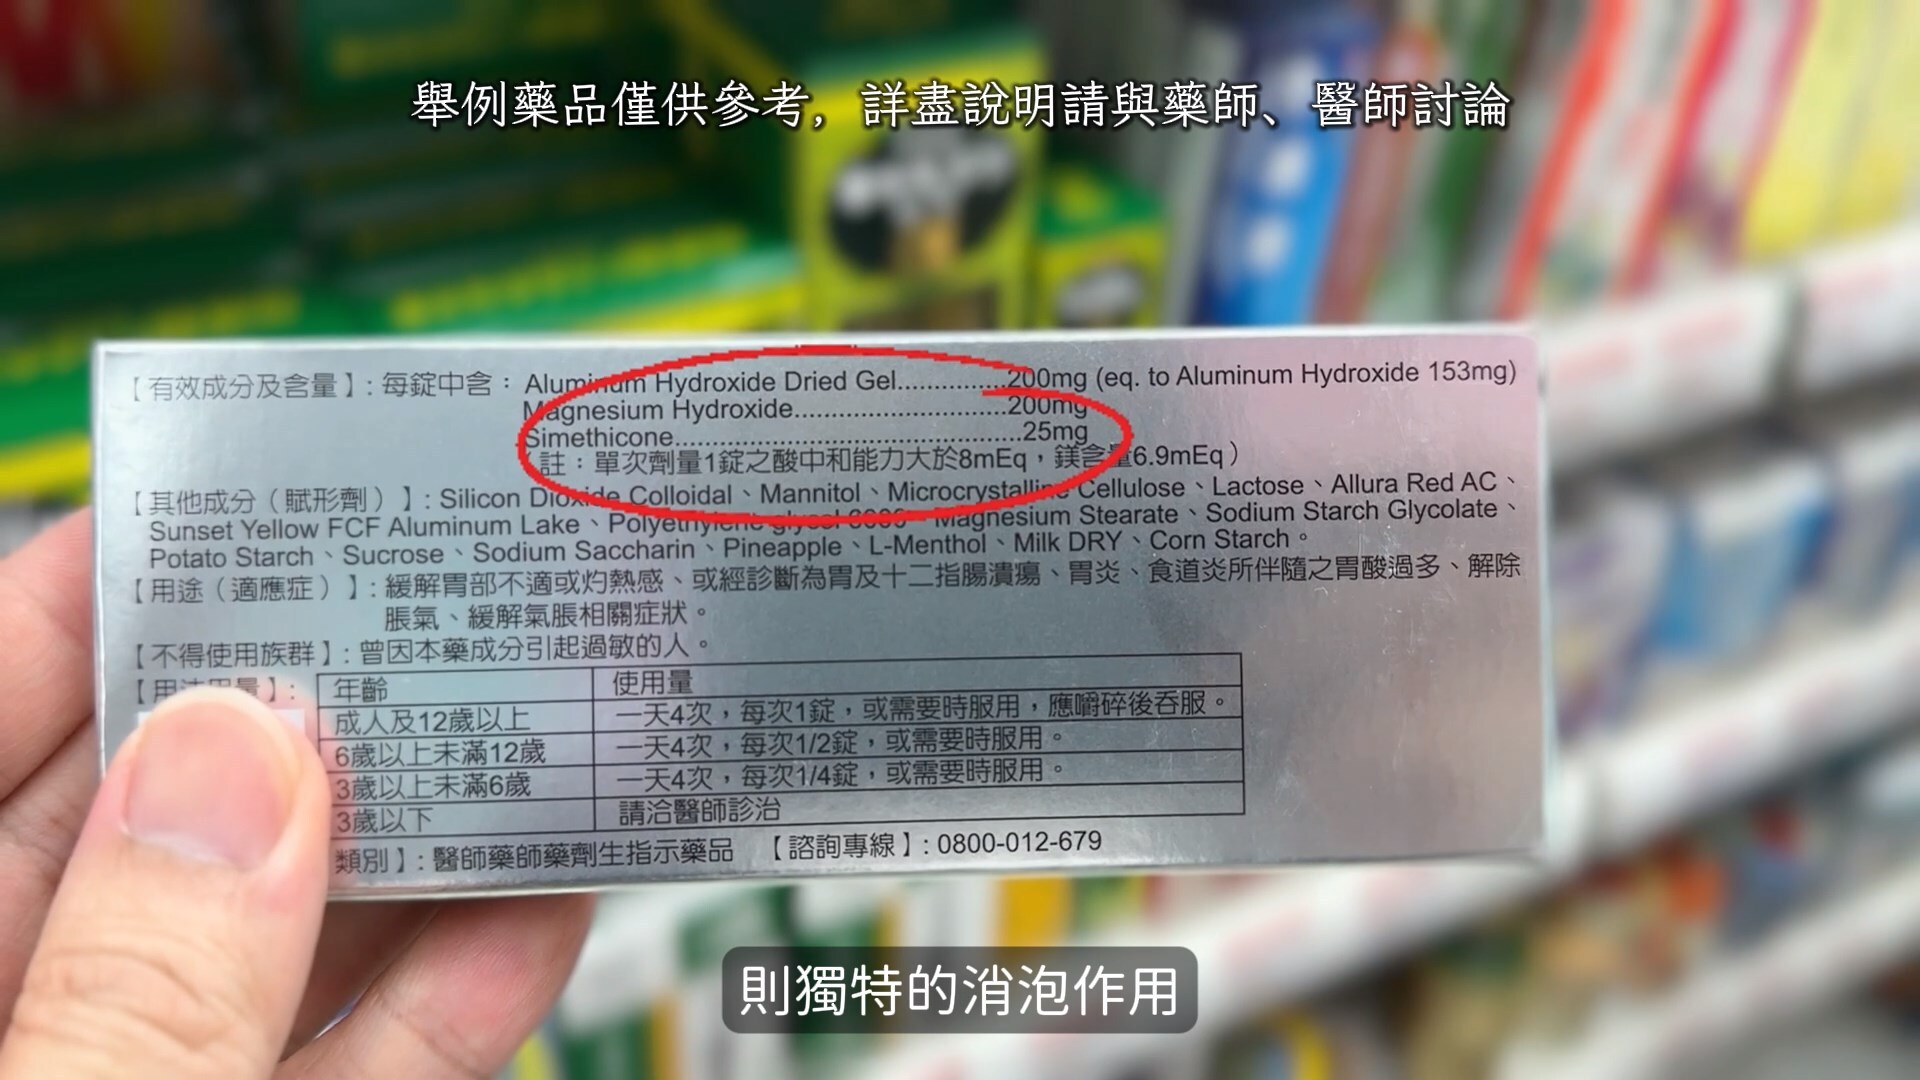 舉例藥品僅供參考，詳盡說明請與藥師、醫師討論
【有效成分及含量】：每錠中含：Aluminum Hydroxide Dried Gel..............200mg (eq. to Aluminum Hydroxide 153mg)
Magnesium Hydroxide...........................200mg
Simethicone...........................................25mg
（註：單次劑量1錠之酸中和能力大於8mEq，鎂含量6.9mEq）
【其他成分（賦形劑）】：Silicon Dioxide Colloidal、Mannitol、Microcrystalline Cellulose、Lactose、Allura Red AC、
Sunset Yellow FCF Aluminum Lake、Polyethylene glycol 6000、Magnesium Stearate、Sodium Starch Glycolate、
Potato Starch、Sucrose、Sodium Saccharin、Pineapple、L-Menthol、Milk DRY、Corn Starch。
【用途（適應症）】：緩解胃部不適或灼熱感、或經診斷為胃及十二指腸潰瘍、胃炎、食道炎所伴隨之胃酸過多、解除
脹氣、緩解氣脹相關症狀。
【不得使用族群】：曾因本藥成分引起過敏的人。
【用法用量】：
年齡 使用量
成人及12歲以上 一天4次，每次1錠，或需要時服用，應嚼碎後吞服。
6歲以上未滿12歲 一天4次，每次1/2錠，或需要時服用。
3歲以上未滿6歲 一天4次，每次1/4錠，或需要時服用。
3歲以下 請洽醫師診治
類別】：醫師藥師藥劑生指示藥品 【諮詢專線】：0800-012-679
則獨特的消泡作用